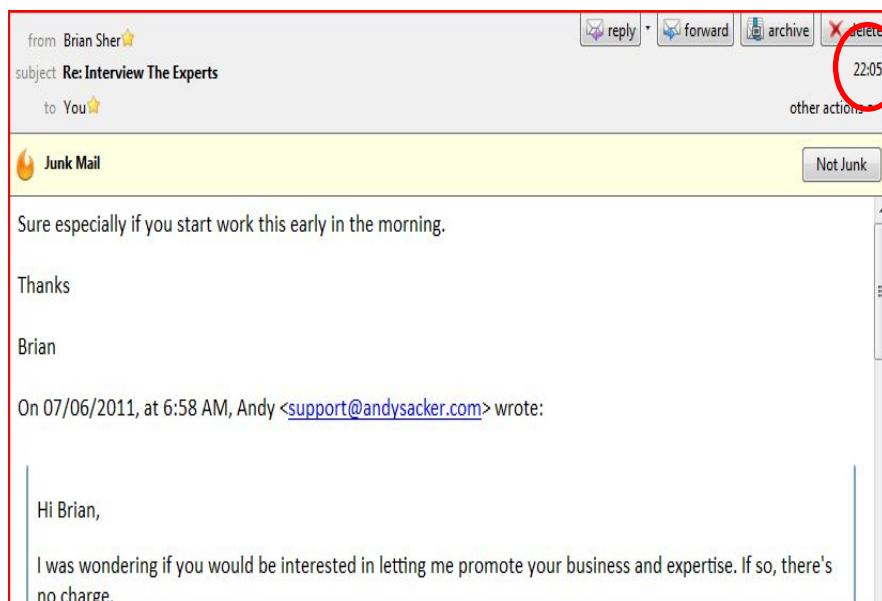 from Brian Sher reply forward archive delete
subject Re: Interview The Experts 22:05
to You other actions
Junk Mail Not Junk
Sure especially if you start work this early in the morning.
Thanks
Brian
On 07/06/2011, at 6:58 AM, Andy <support@andysacker.com> wrote:
Hi Brian,
I was wondering if you would be interested in letting me promote your business and expertise. If so, there's
no charge.